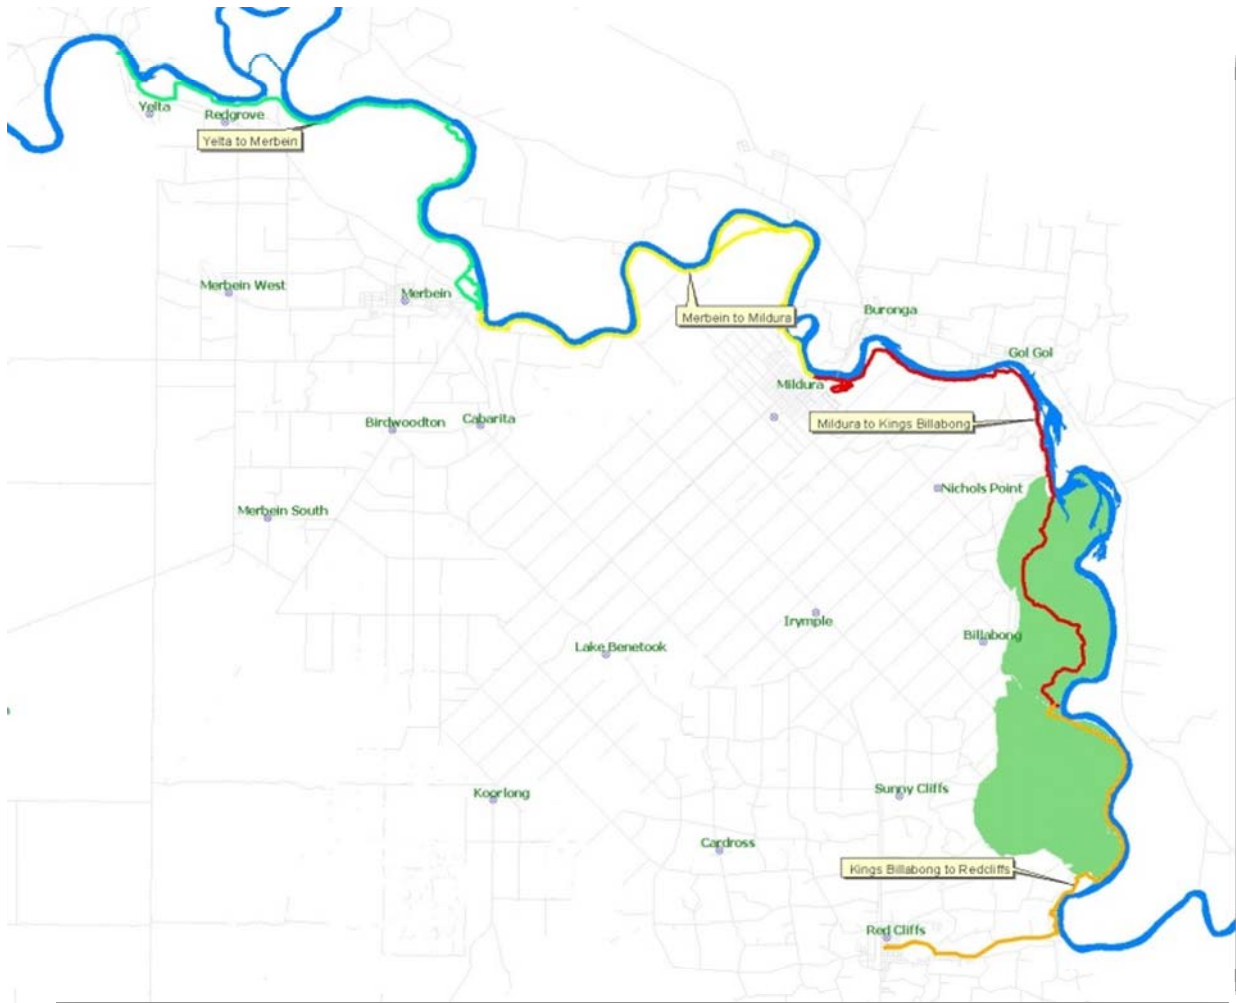 Yelta
Redgrove
Yelta to Merbein
Merbein West
Merbein
Merbein to Mildura
Buronga
Gol Gol
Mildura
Birdwoodton
Cabarita
Mildura to Kings Billabong
Nichols Point
Merbein South
Irymple
Billabong
Lake Benetook
Koorlong
Sunny Cliffs
Cardross
Kings Billabong to Redcliffs
Red Cliffs